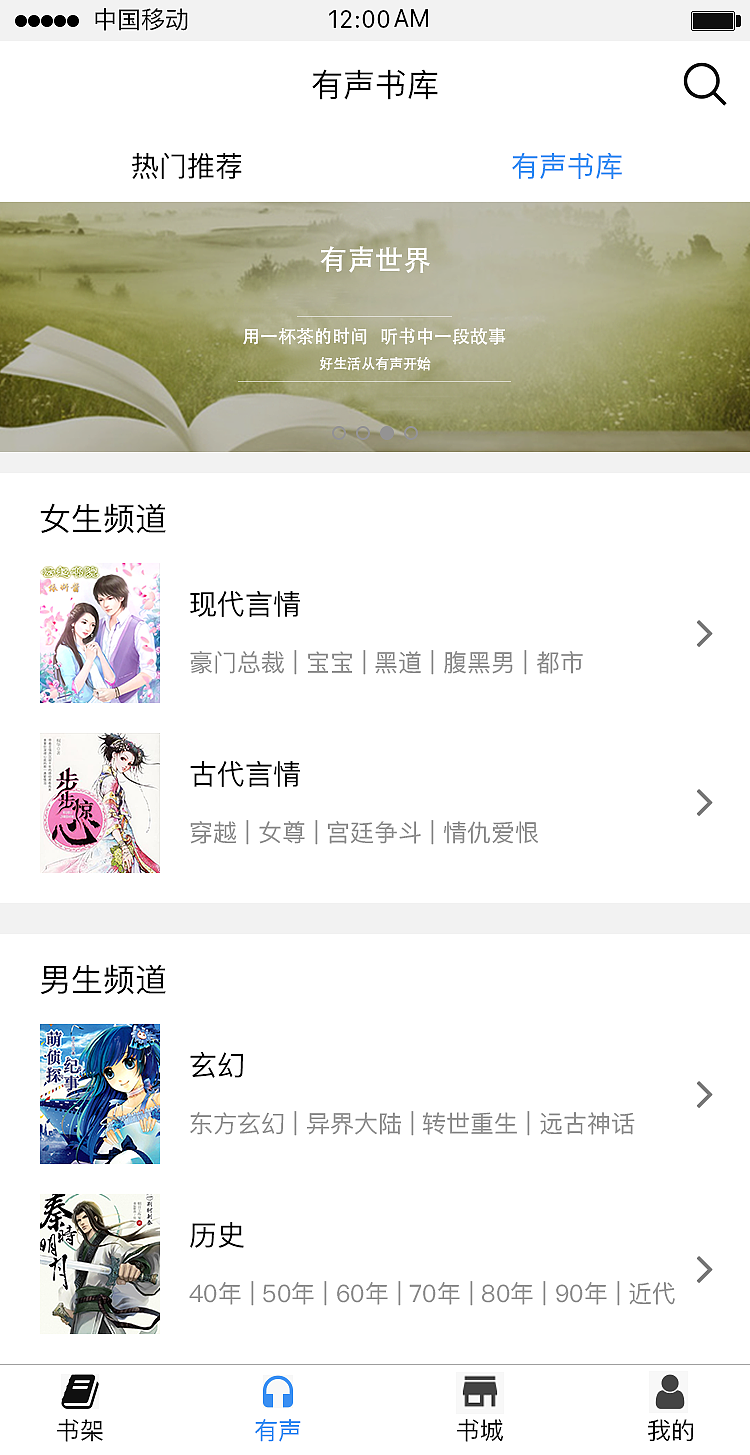 中国移动 12:00AM
有声书库
热门推荐 有声书库
有声世界
用一杯茶的时间 听书中一段故事
好生活从有声开始
女生频道
现代言情
豪门总裁 | 宝宝 | 黑道 | 腹黑男 | 都市
步步惊心
古代言情
穿越 | 女尊 | 宫廷争斗 | 情仇爱恨
男生频道
萌侦探
纪事
玄幻
东方玄幻 | 异界大陆 | 转世重生 | 远古神话
秦时
明月
历史
40年 | 50年 | 60年 | 70年 | 80年 | 90年 | 近代
书架 有声 书城 我的